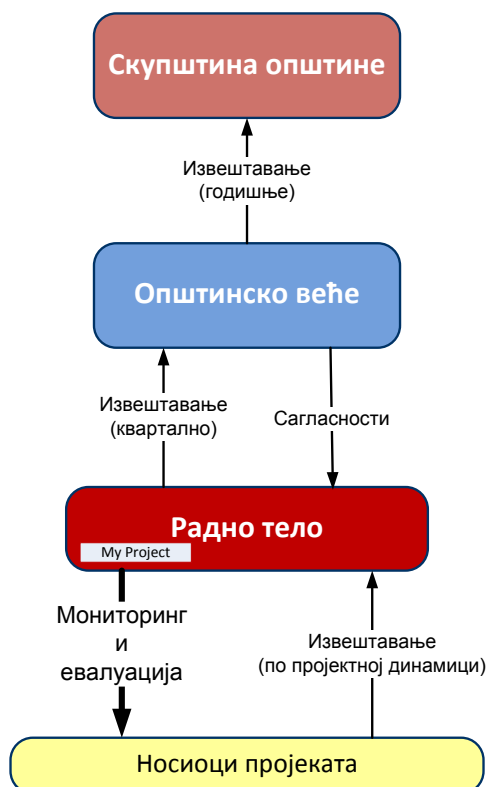 Скупштина општине
Извештавање
(годишње)
Општинско веће
Извештавање
(квартално)
Сагласности
Радно тело
My Project
Мониторинг
и
евалуација
Извештавање
(по пројектној динамици)
Носиоци пројеката